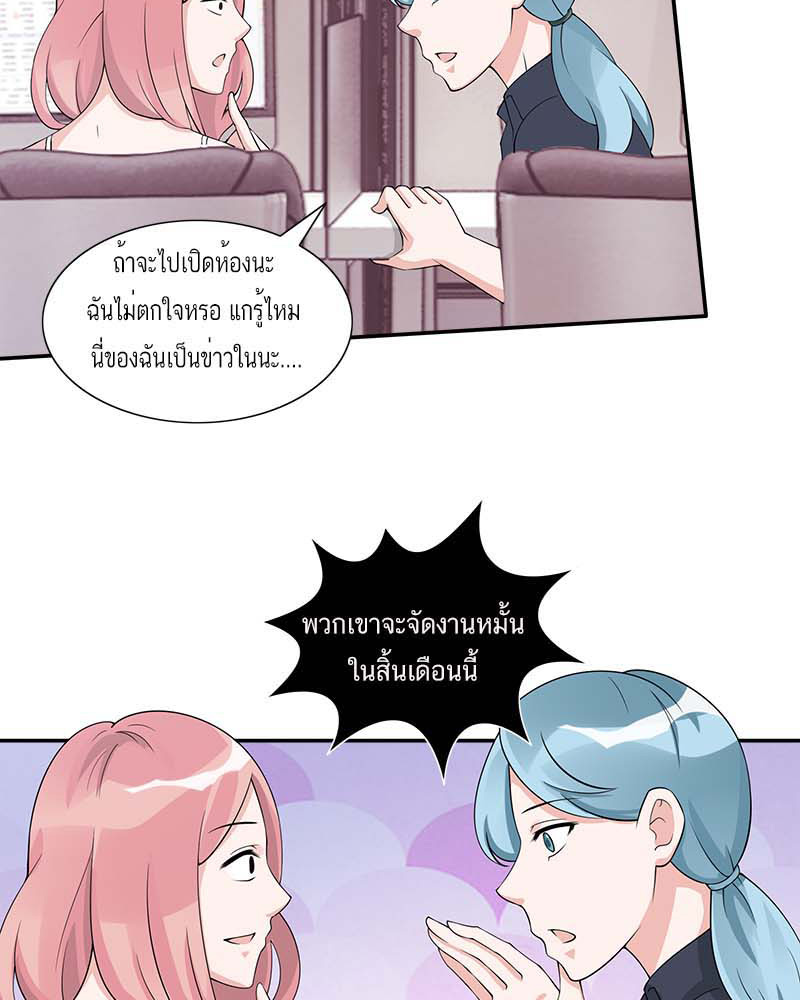 ถ้าจะไปเปิดห้องนะ
ฉันไม่ตกใจหรอ แกรู้ไหม
นี่ของฉันเป็นข่าวในนะ....
พวกเขาจะจัดงานหมั้น
ในสิ้นเดือนนี้